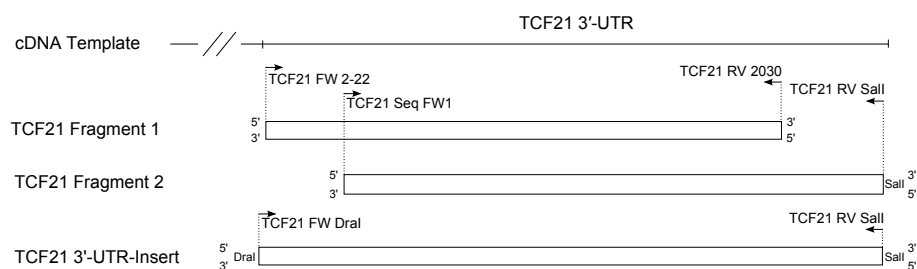 TCF21 3'-UTR
cDNA Template
TCF21 FW 2-22
TCF21 RV 2030
TCF21 Seq FW1
TCF21 RV SalI
TCF21 Fragment 1
5'
3'
3'
5'
TCF21 Fragment 2
5'
3'
SalI
3'
5'
TCF21 FW DraI
TCF21 RV SalI
TCF21 3'-UTR-Insert
5'
3'
DraI
SalI
3'
5'